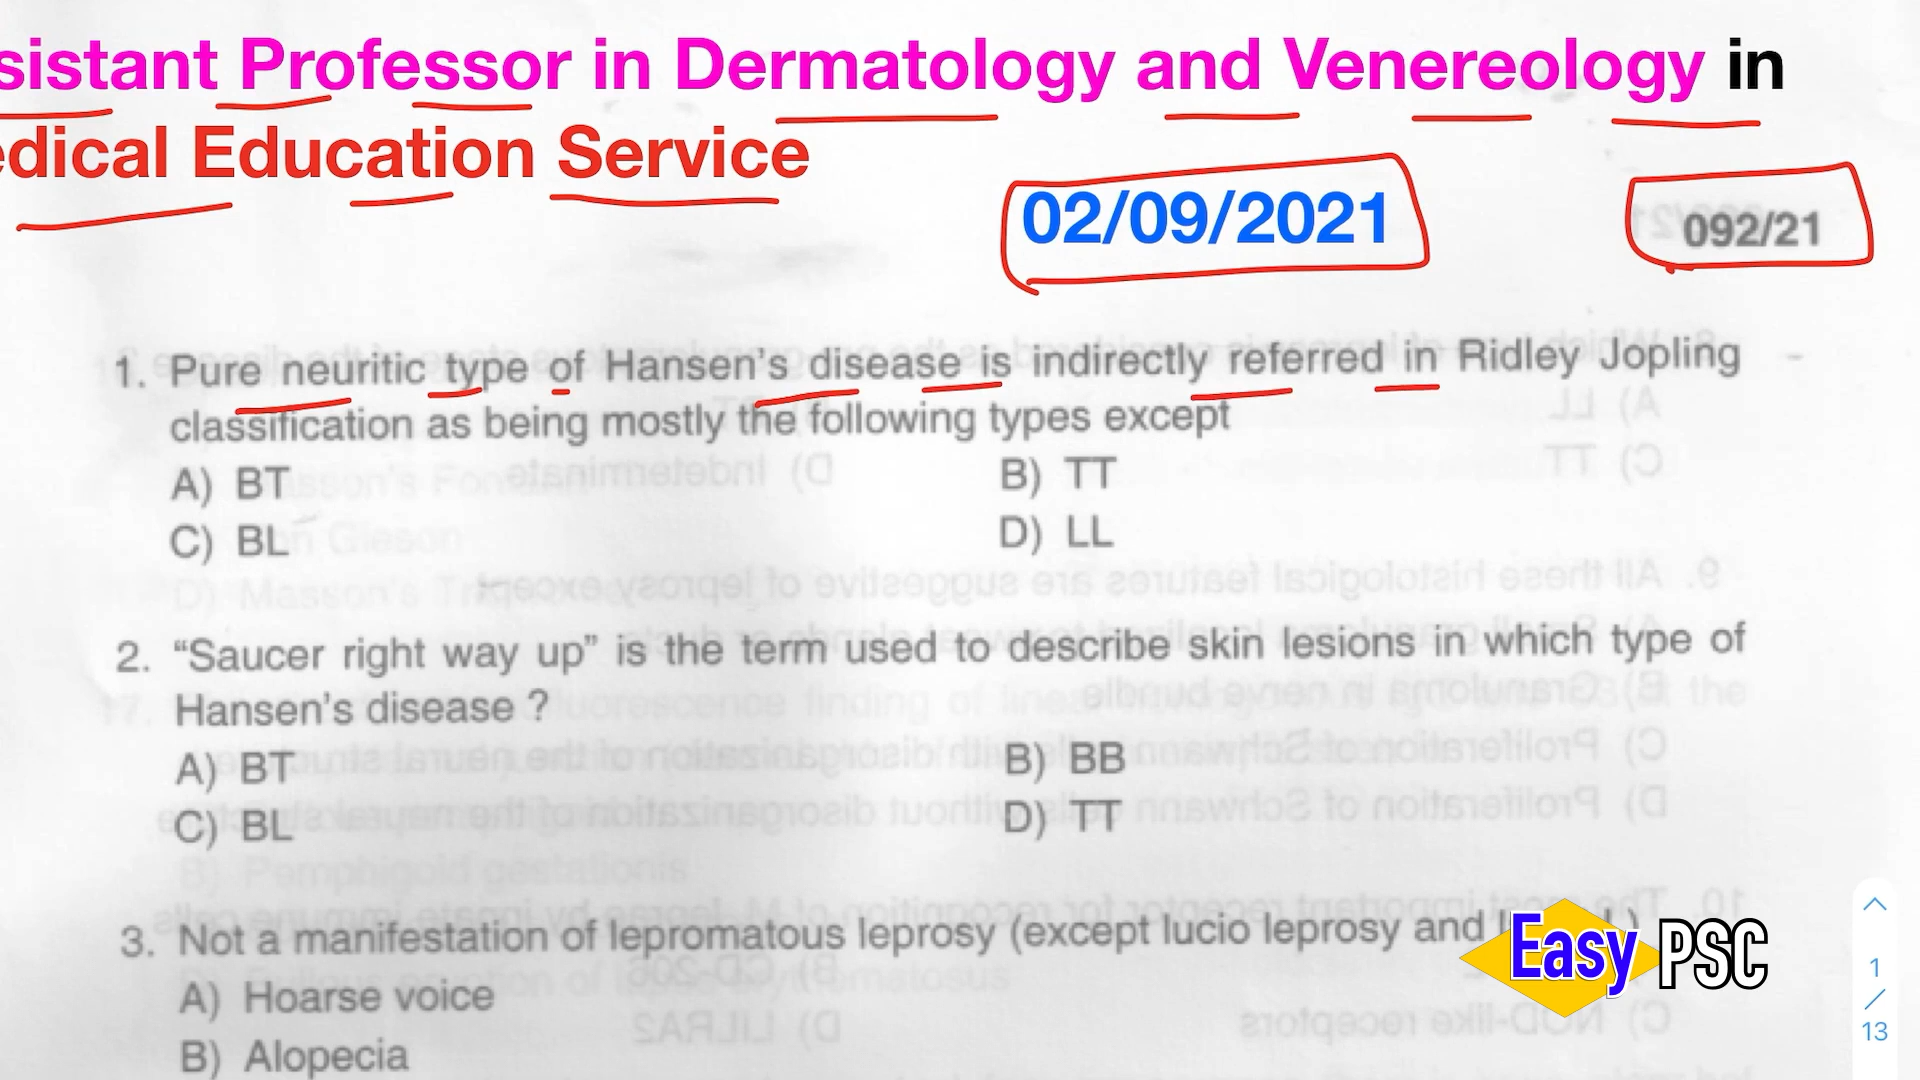 sistant Professor in Dermatology and Venereology in
edical Education Service
02/09/2021
092/21
1. Pure neuritic type of Hansen's disease is indirectly referred in Ridley Jopling
classification as being mostly the following types except
A) BT
B) TT
C) BL
D) LL
2. “Saucer right way up” is the term used to describe skin lesions in which type of
Hansen's disease ?
A) BT
B) BB
C) BL
D) TT
3. Not a manifestation of lepromatous leprosy (except lucio leprosy and
A) Hoarse voice
B) Alopecia
Easy PSC
1
/
13